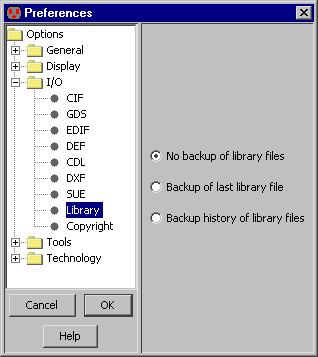 Preferences
Options
General
Display
I/O
CIF
GDS
EDIF
DEF
CDL
DXF
SUE
Library
Copyright
Tools
Technology
No backup of library files
Backup of last library file
Backup history of library files
Cancel
OK
Help